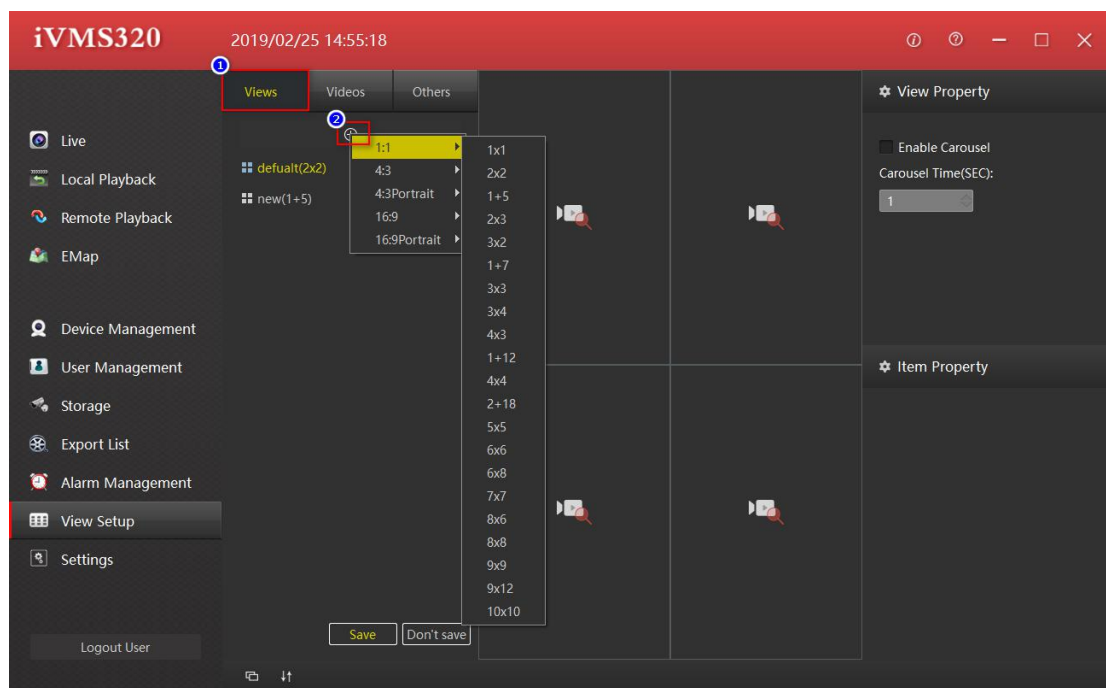 iVMS320
2019/02/25 14:55:18
1
Views
Videos
Others
2
defualt(2x2)
new(1+5)
1:1
4:3
4:3Portrait
16:9
16:9Portrait
1x1
2x2
1+5
2x3
3x2
1+7
3x3
3x4
4x3
1+12
4x4
2+18
5x5
6x6
6x8
7x7
8x6
8x8
9x9
9x12
10x10
Save
Don't save
Live
Local Playback
Remote Playback
EMap
Device Management
User Management
Storage
Export List
Alarm Management
View Setup
Settings
Logout User
View Property
Enable Carousel
Carousel Time(SEC):
1
Item Property